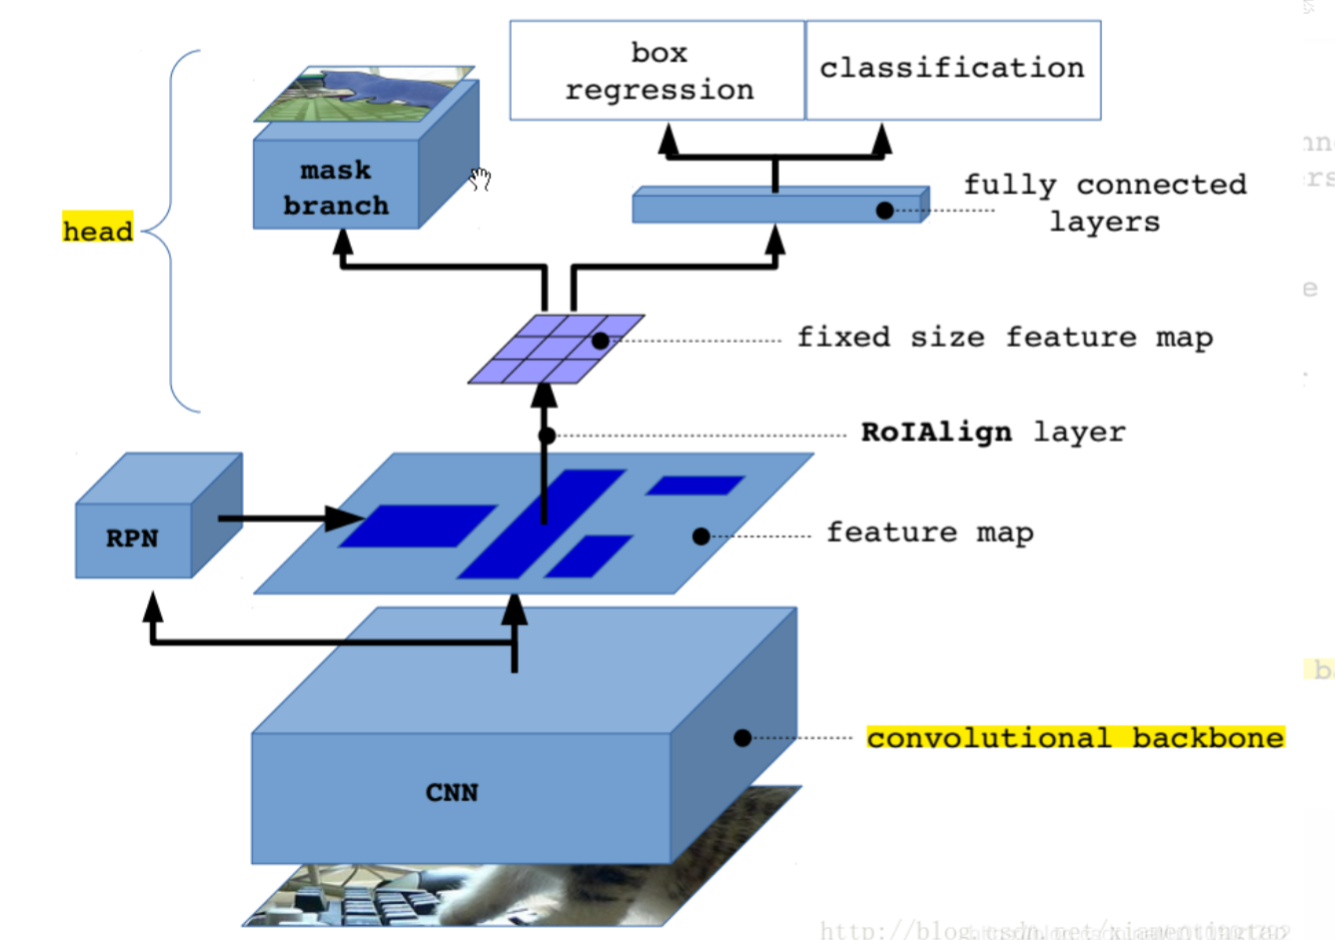 box
regression
classification
mask
branch
fully connected
layers
head
fixed size feature map
RoIAlign layer
RPN
feature map
convolutional backbone
CNN